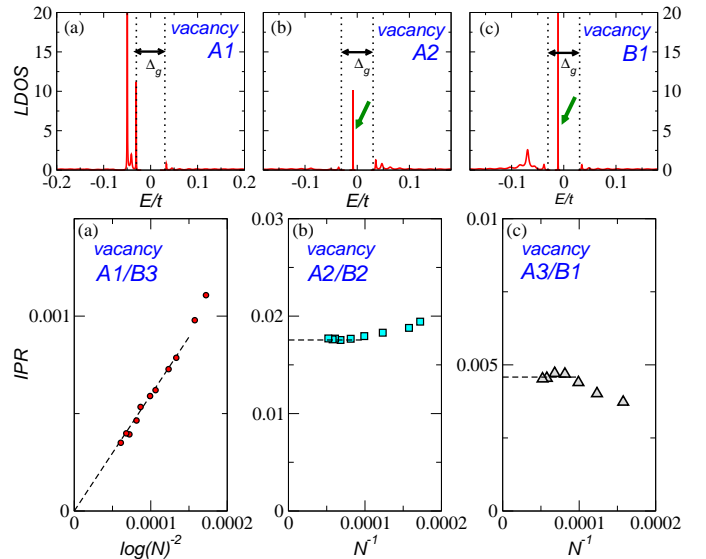 (a) vacancy A1
Δg
(b) vacancy A2
Δg
(c) vacancy B1
Δg
LDOS
20
15
10
5
0
20
15
10
5
0
-0.2 -0.1 0 0.1 0.2
E/t
-0.1 0 0.1
E/t
-0.1 0 0.1
E/t
(a)
vacancy
A1/B3
IPR
0.001
0
0 0.0001 0.0002
log(N)-2
(b)
vacancy
A2/B2
0.03
0.02
0.01
0
0 0.0001 0.0002
N-1
(c)
vacancy
A3/B1
0.01
0.005
0
0 0.0001 0.0002
N-1